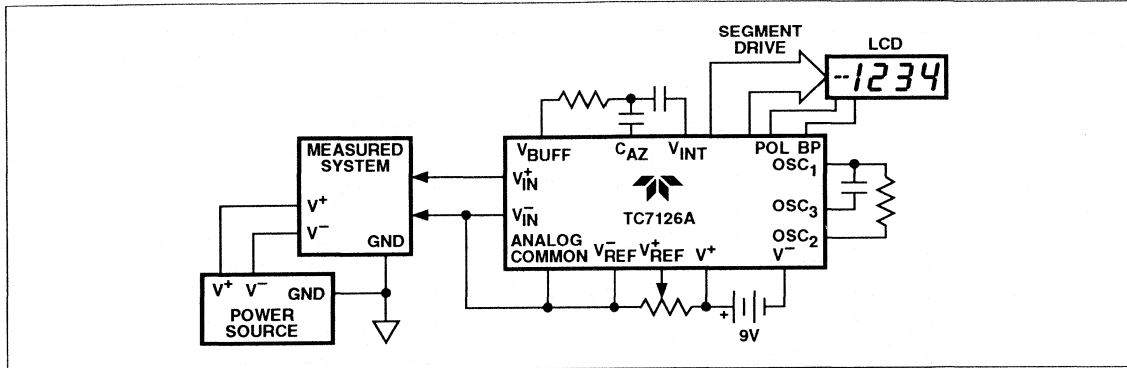 SEGMENT
DRIVE
LCD
--1234
MEASURED
SYSTEM
V+
V–
GND
V+ V– GND
POWER
SOURCE
VBUFF CAZ VINT POL BP
V+IN
V–IN
TC7126A
ANALOG
COMMON
V–REF V+REF V+ V–
OSC1
OSC3
OSC2
+
9V